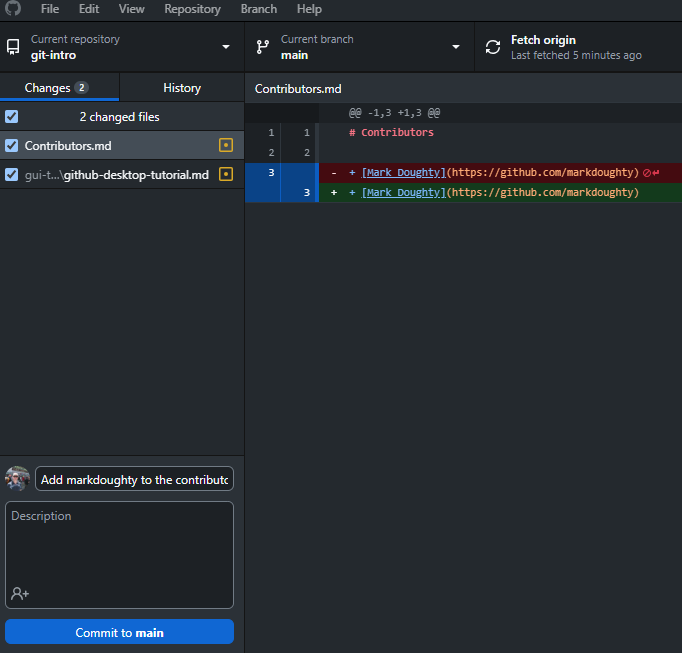 File Edit View Repository Branch Help
Current repository
git-intro
Current branch
main
Fetch origin
Last fetched 5 minutes ago
Changes 2
History
2 changed files
Contributors.md
gui-t...\github-desktop-tutorial.md
Contributors.md
@@ -1,3 +1,3 @@
1 1 # Contributors
2 2
3 - + [Mark Doughty](https://github.com/markdoughty)
3 + + [Mark Doughty](https://github.com/markdoughty)
Add markdoughty to the contributo
Description
Commit to main